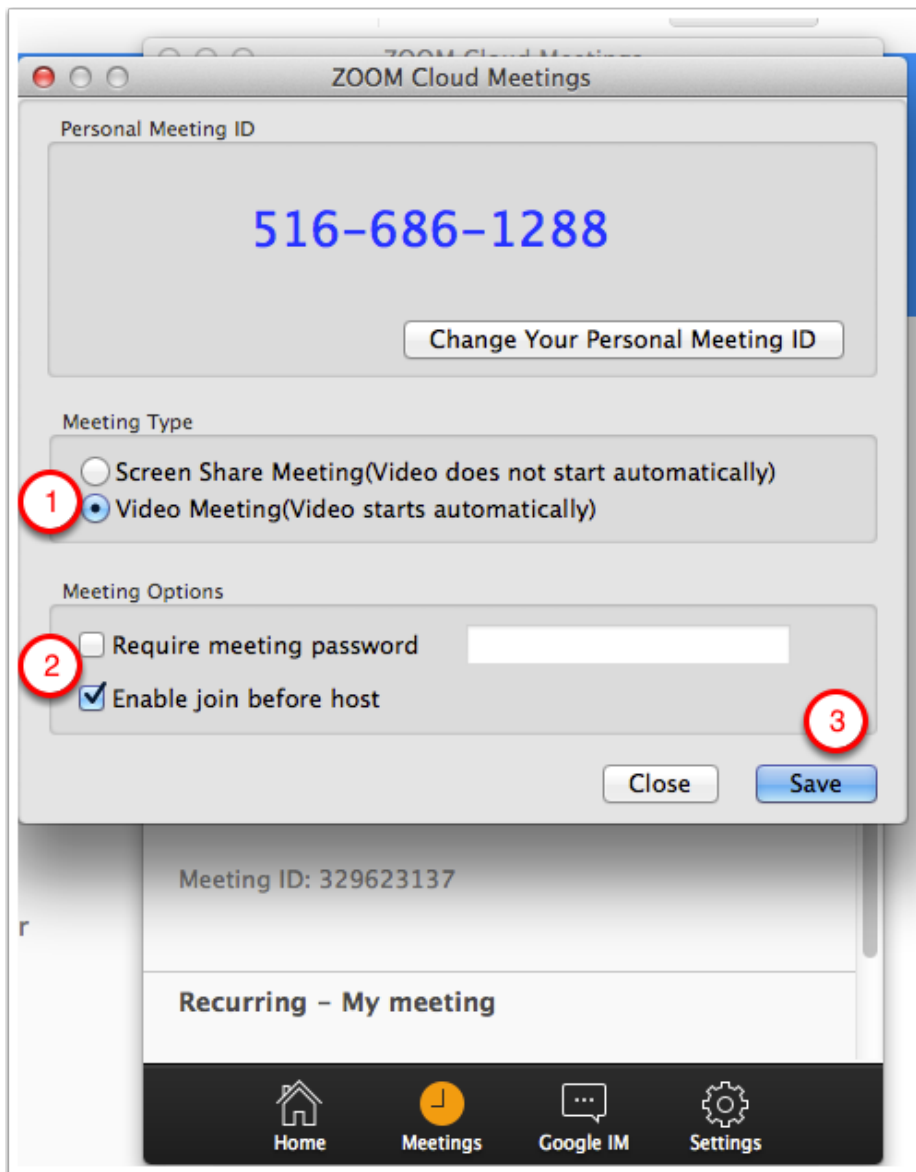 ZOOM Cloud Meetings
Personal Meeting ID
516-686-1288
Change Your Personal Meeting ID
Meeting Type
Screen Share Meeting(Video does not start automatically)
1
Video Meeting(Video starts automatically)
Meeting Options
Require meeting password
2
Enable join before host
3
Close Save
Meeting ID: 329623137
r
Recurring - My meeting
Home Meetings Google IM Settings